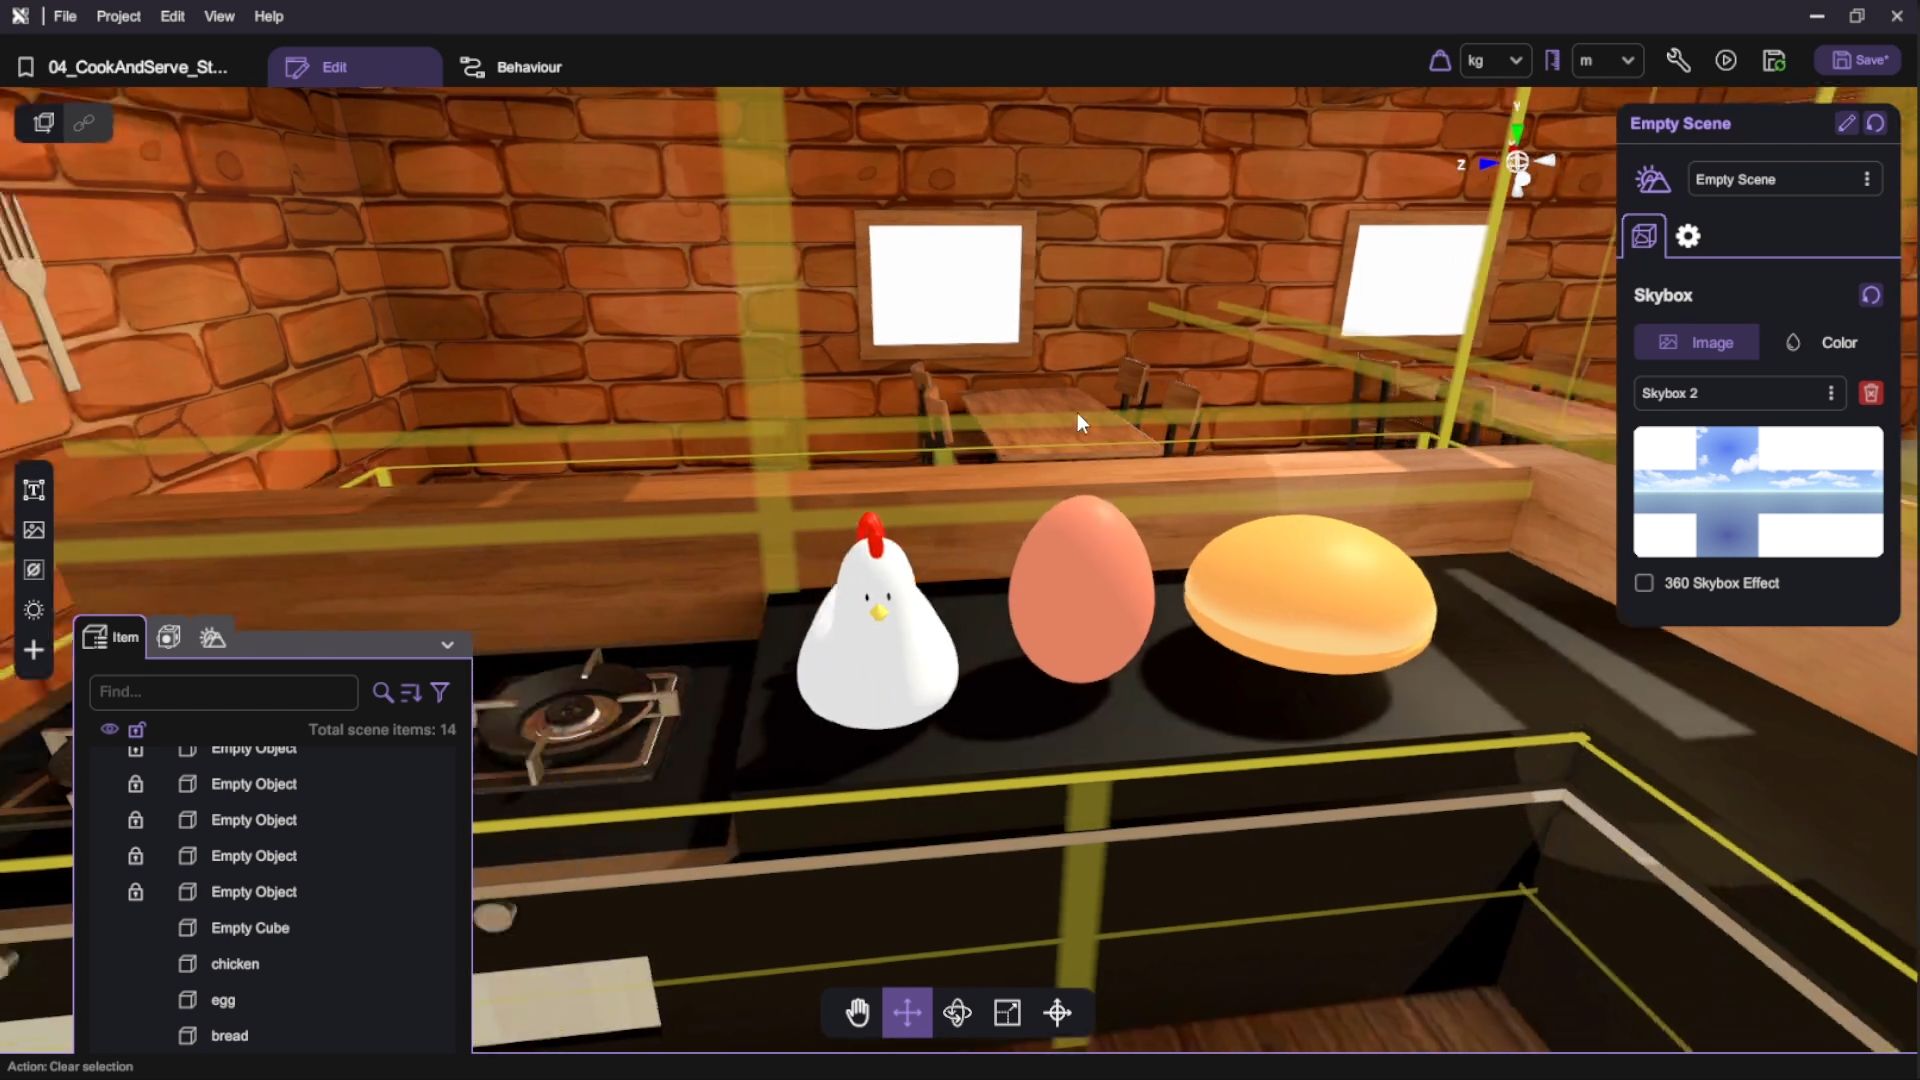 File Project Edit View Help
04_CookAndServe_St... Edit Behaviour kg m Save*
Y
Z
Empty Scene
Empty Scene
Skybox
Image Color
Skybox 2
360 Skybox Effect
T
Item
Find...
Total scene items: 14
Empty Object
Empty Object
Empty Object
Empty Object
Empty Object
Empty Cube
chicken
egg
bread
Action: Clear selection